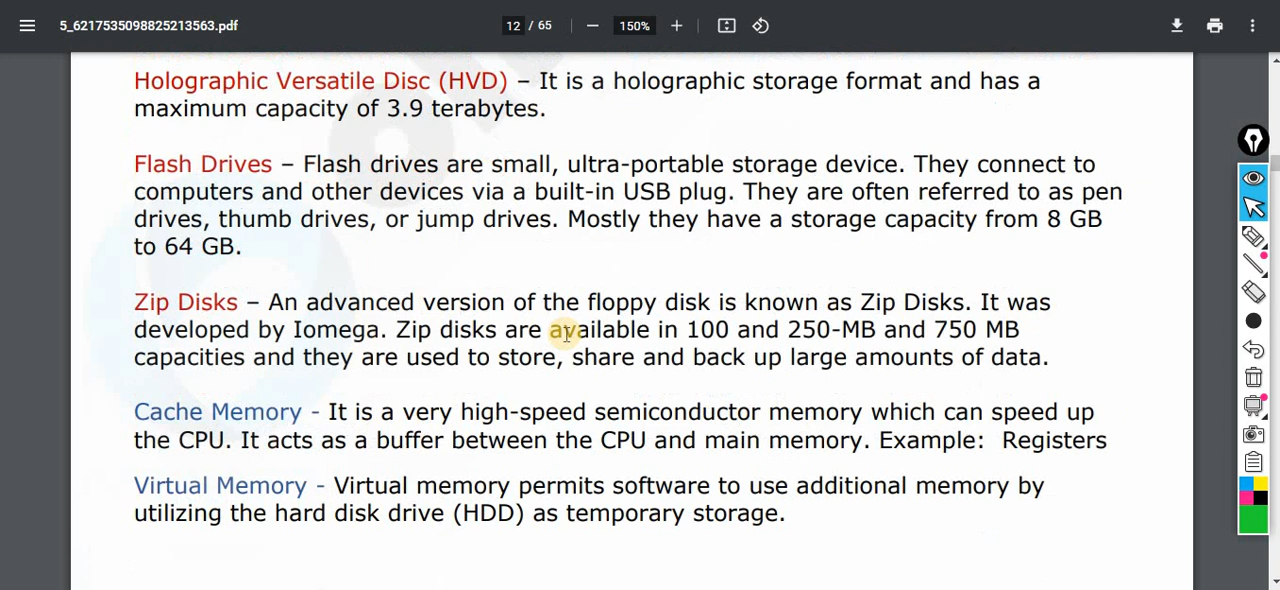 5_6217535098825213563.pdf
12 / 65
150%
Holographic Versatile Disc (HVD) – It is a holographic storage format and has a
maximum capacity of 3.9 terabytes.
Flash Drives – Flash drives are small, ultra-portable storage device. They connect to
computers and other devices via a built-in USB plug. They are often referred to as pen
drives, thumb drives, or jump drives. Mostly they have a storage capacity from 8 GB
to 64 GB.
Zip Disks – An advanced version of the floppy disk is known as Zip Disks. It was
developed by Iomega. Zip disks are available in 100 and 250-MB and 750 MB
capacities and they are used to store, share and back up large amounts of data.
Cache Memory - It is a very high-speed semiconductor memory which can speed up
the CPU. It acts as a buffer between the CPU and main memory. Example: Registers
Virtual Memory - Virtual memory permits software to use additional memory by
utilizing the hard disk drive (HDD) as temporary storage.